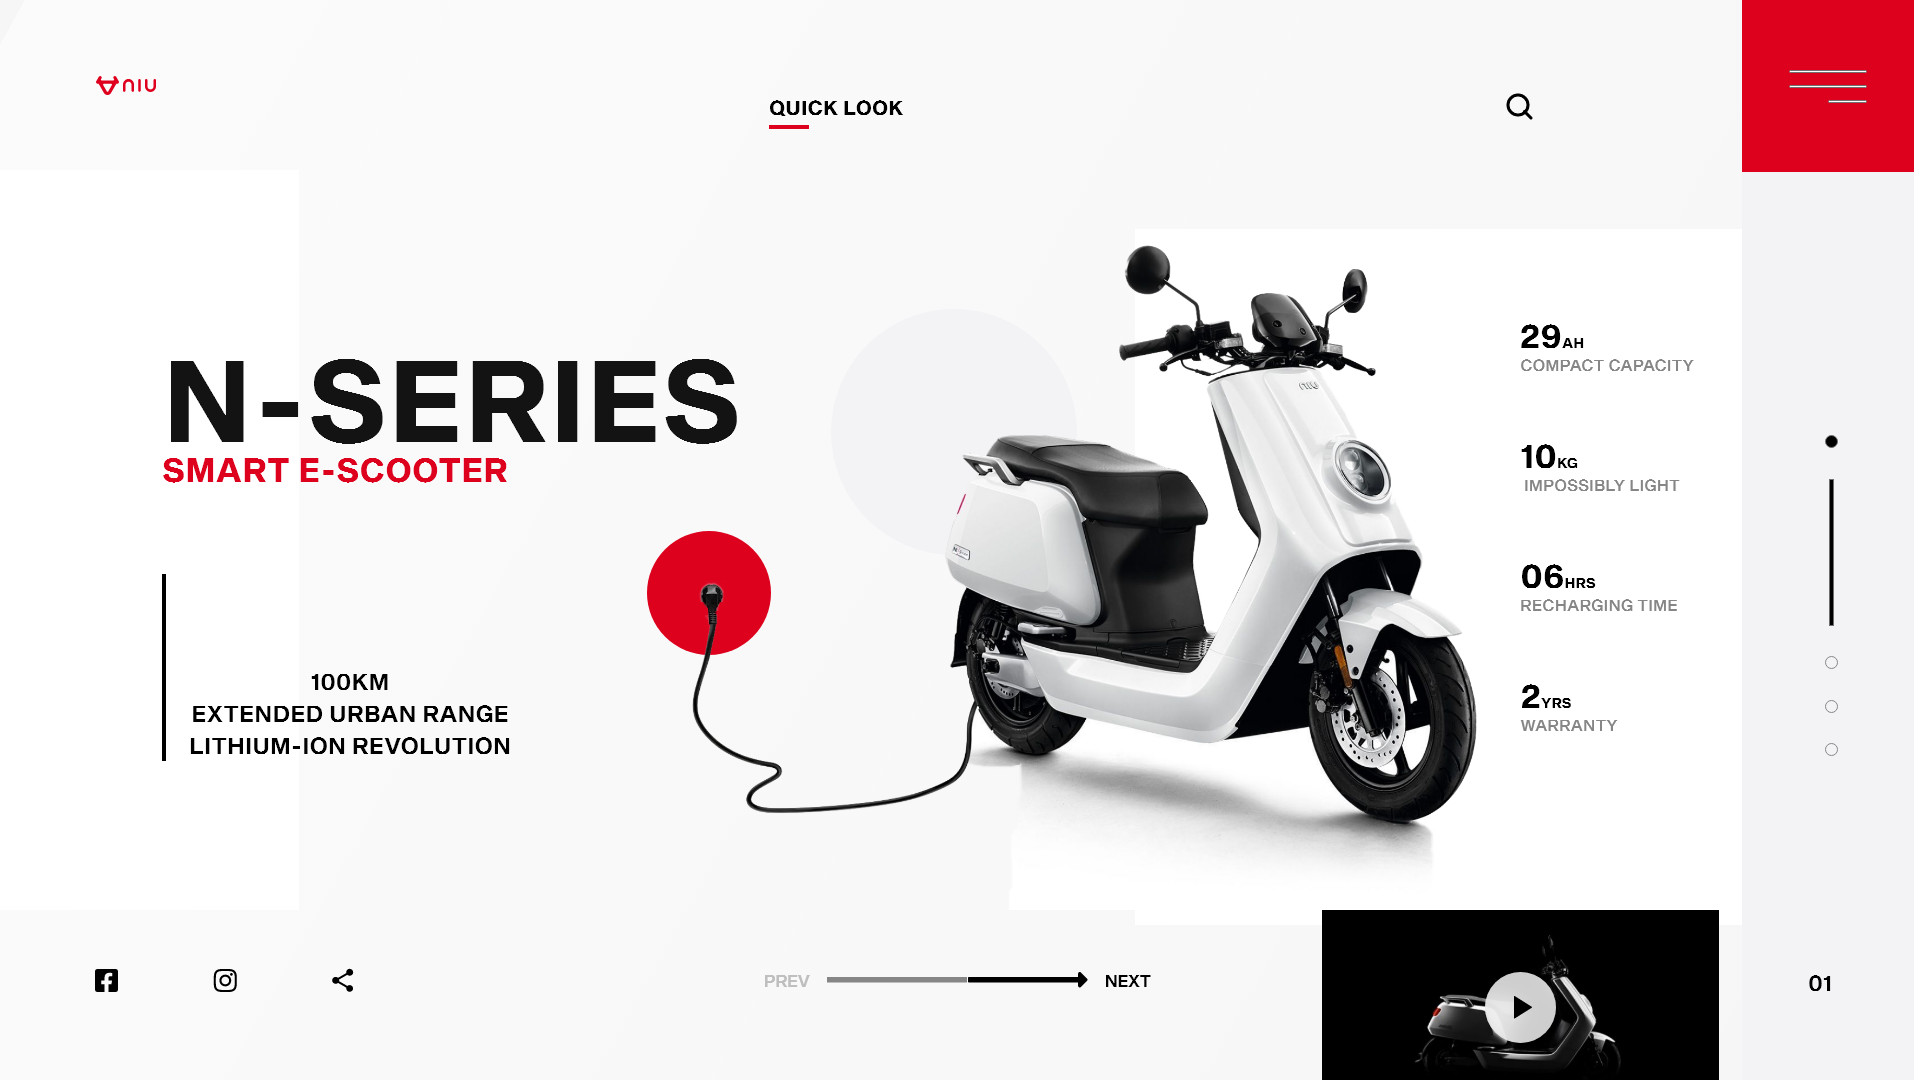 niu
QUICK LOOK
N-SERIES
SMART E-SCOOTER
100KM
EXTENDED URBAN RANGE
LITHIUM-ION REVOLUTION
29AH
COMPACT CAPACITY
10KG
IMPOSSIBLY LIGHT
06HRS
RECHARGING TIME
2YRS
WARRANTY
PREV
NEXT
01